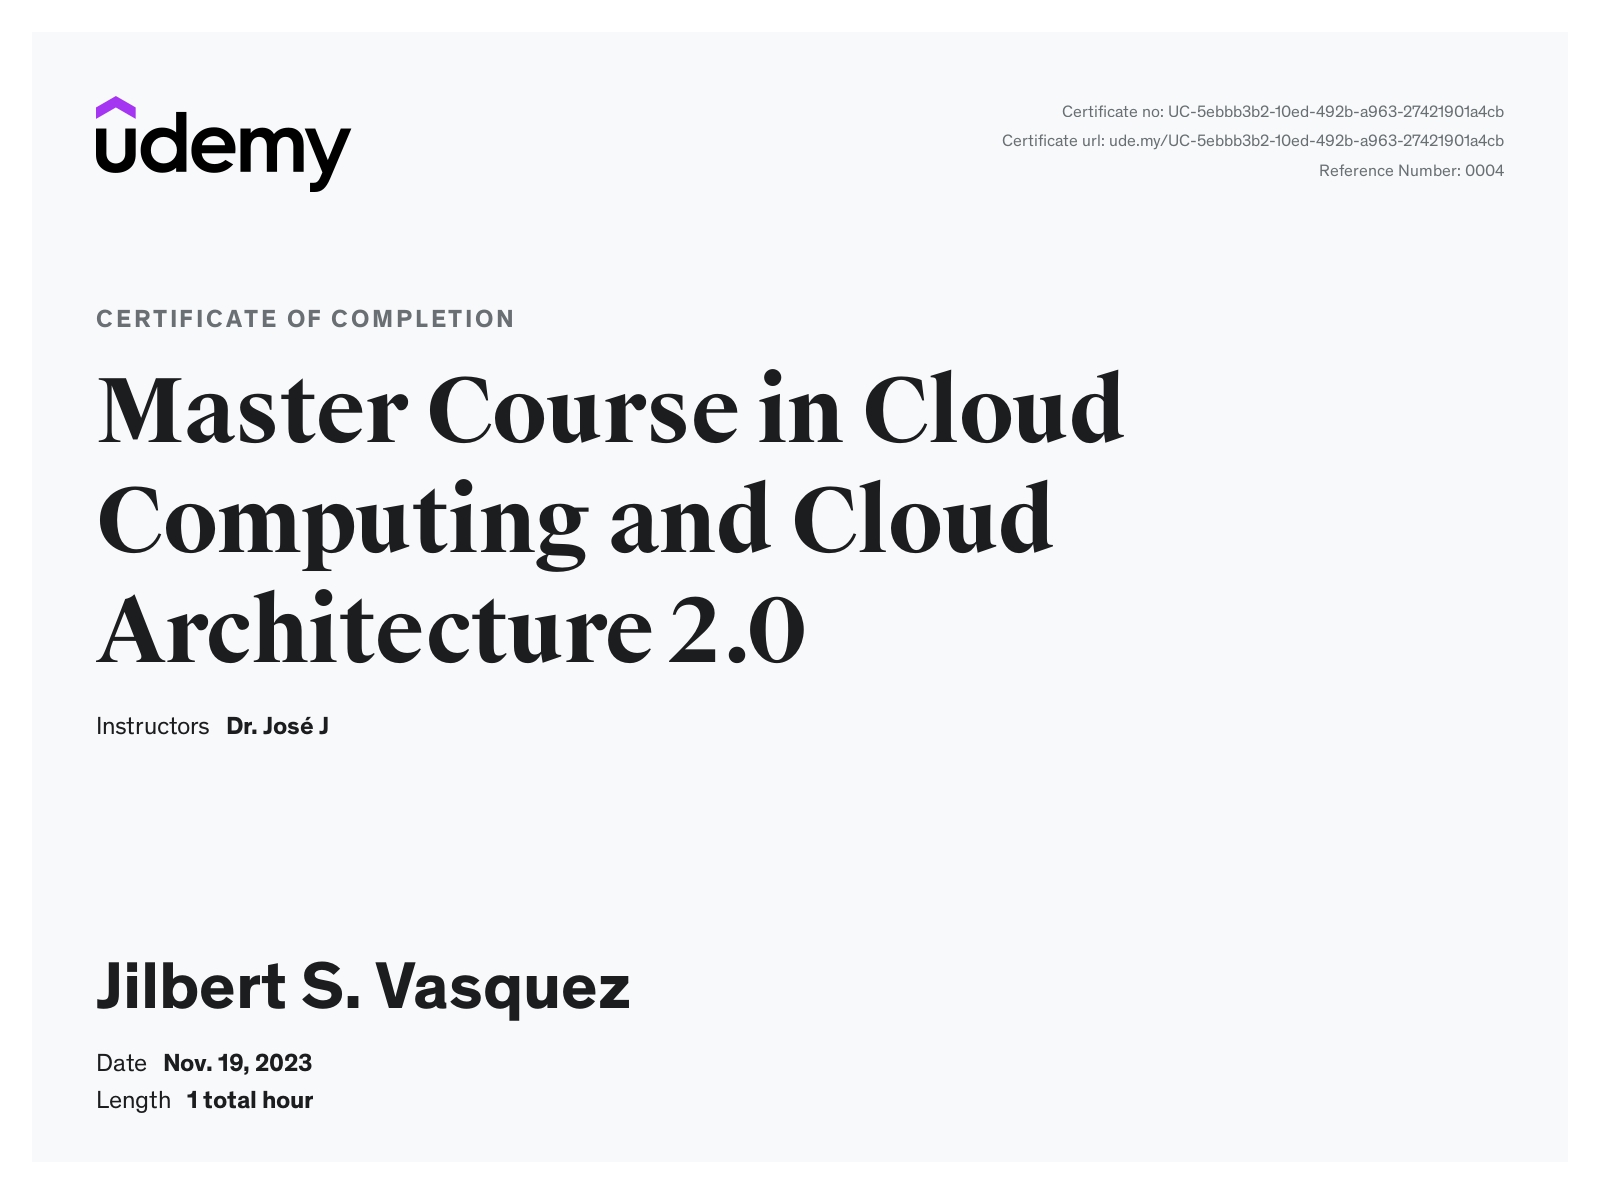 udemy
Certificate no: UC-5ebbb3b2-10ed-492b-a963-27421901a4cb
Certificate url: ude.my/UC-5ebbb3b2-10ed-492b-a963-27421901a4cb
Reference Number: 0004
CERTIFICATE OF COMPLETION
Master Course in Cloud
Computing and Cloud
Architecture 2.0
Instructors Dr. José J
Jilbert S. Vasquez
Date Nov. 19, 2023
Length 1 total hour